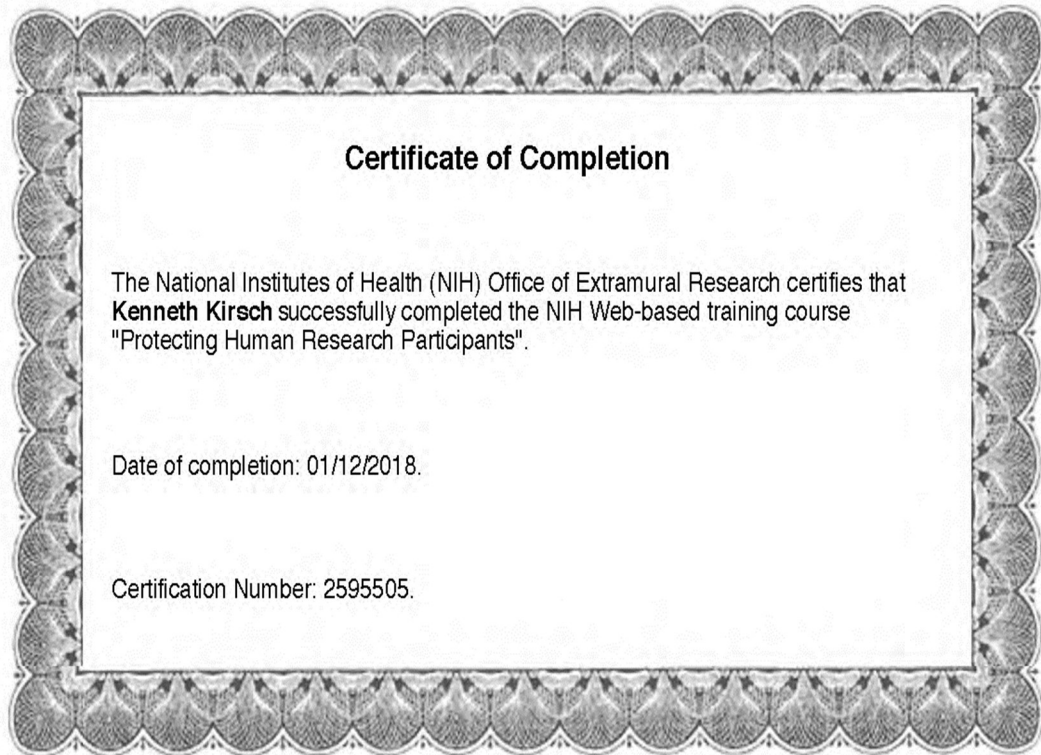 Certificate of Completion
The National Institutes of Health (NIH) Office of Extramural Research certifies that
Kenneth Kirsch successfully completed the NIH Web-based training course
"Protecting Human Research Participants".
Date of completion: 01/12/2018.
Certification Number: 2595505.